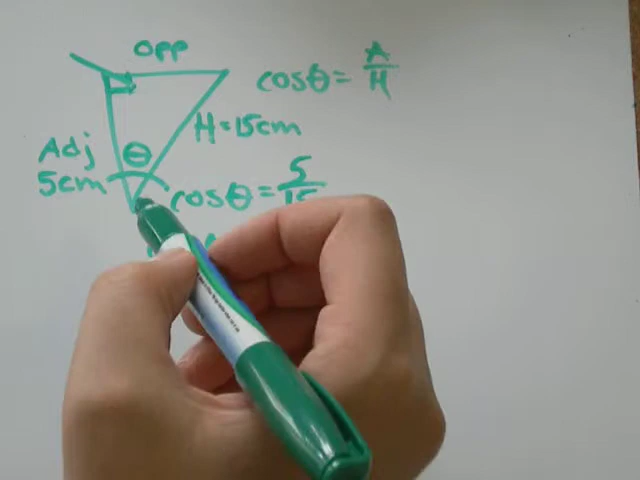 Opp
cosθ = A/H
H = 15cm
Adj
θ
5cm
cosθ = 5/15